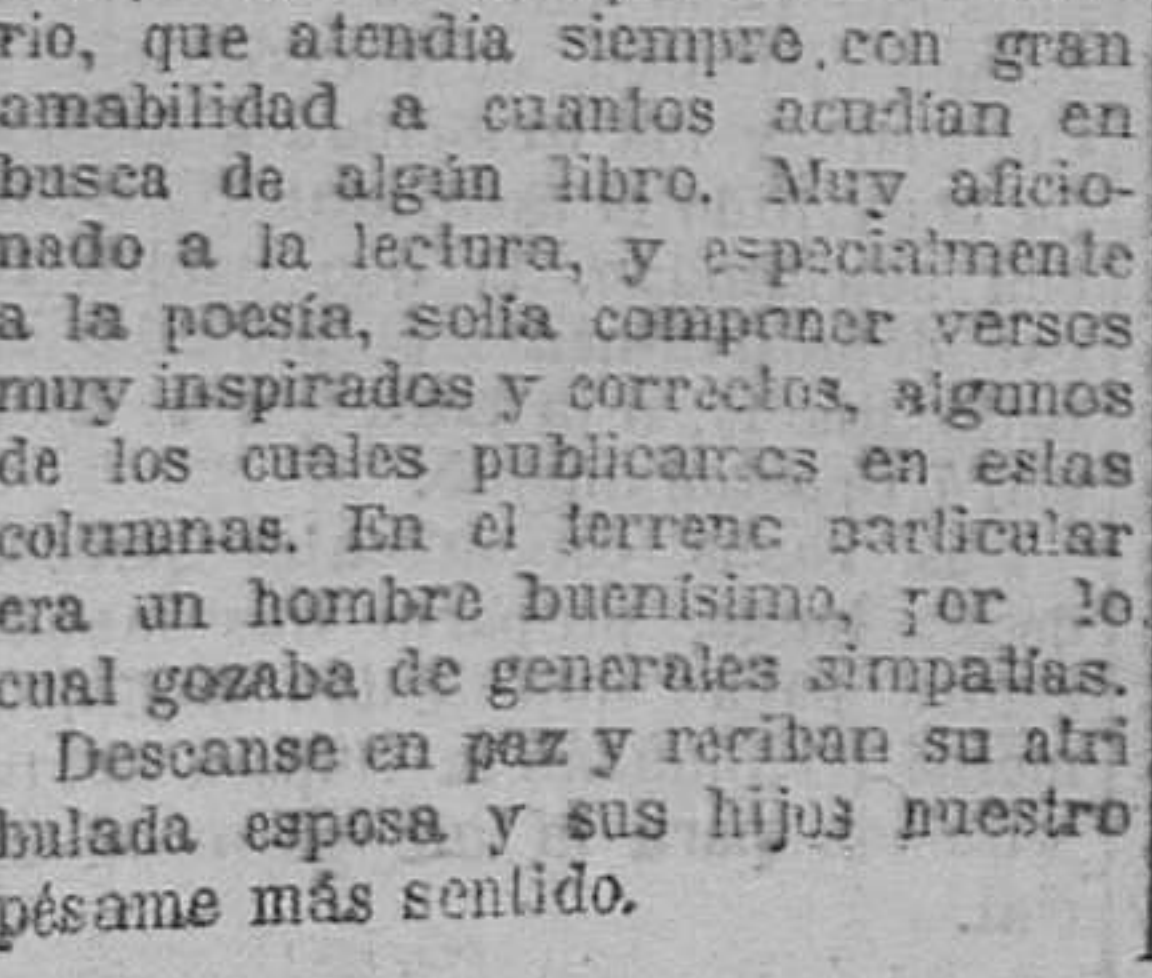 rio, que atendía siempre con gran
amabilidad a cuantos acudían en
busca de algún libro. Muy aficio-
nado a la lectura, y especialmente
a la poesía, solía componer versos
muy inspirados y correctos, algunos
de los cuales publicamos en estas
columnas. En el terreno particular
era un hombre buenísimo, por lo
cual gozaba de generales simpatías.
Descanse en paz y reciban su atri
bulada esposa y sus hijos nuestro
pésame más sentido.